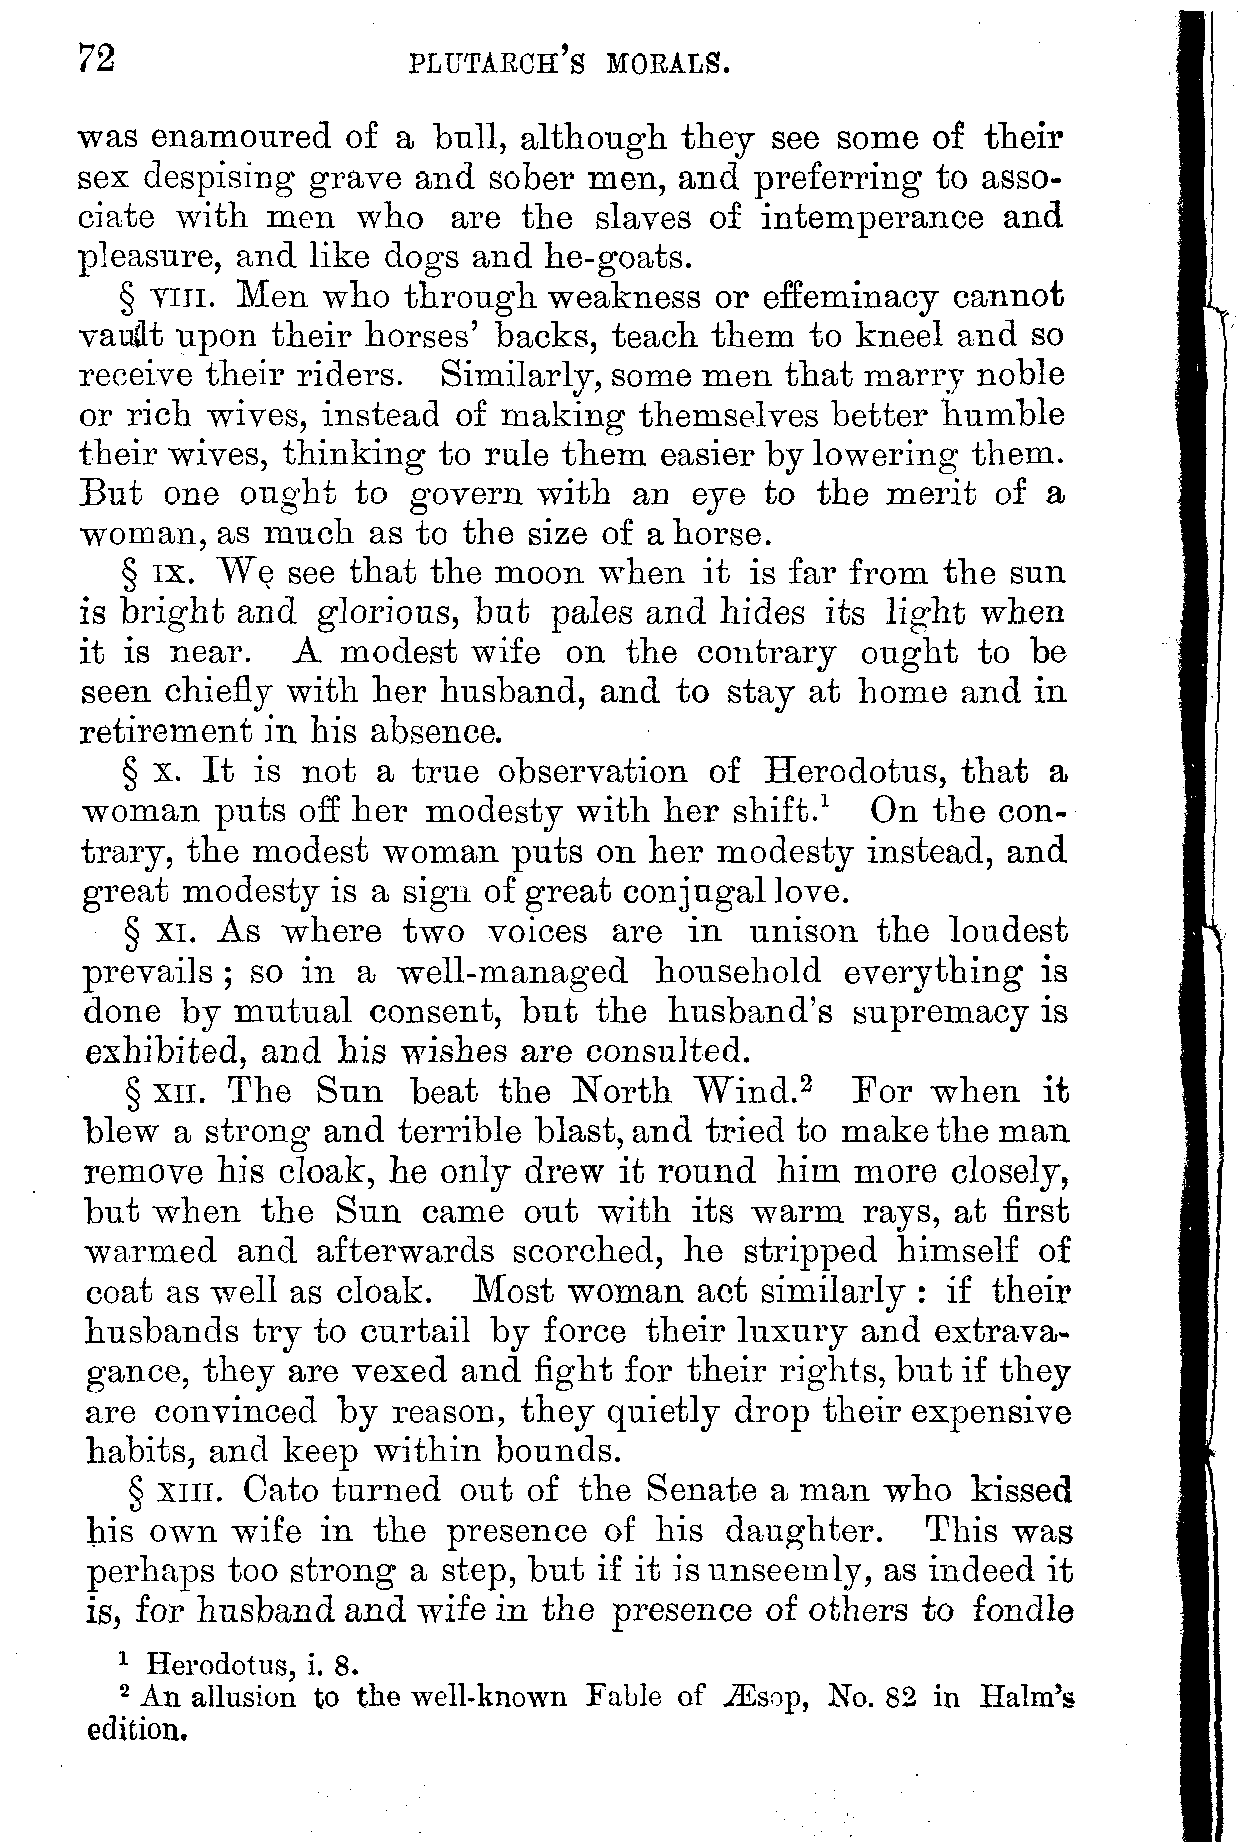 72
PLUTARCH'S MORALS.
was enamoured of a bull, although they see some of their
sex despising grave and sober men, and preferring to asso-
ciate with men who are the slaves of intemperance and
pleasure, and like dogs and he-goats.
§ VIII. Men who through weakness or effeminacy cannot
vault upon their horses' backs, teach them to kneel and so
receive their riders. Similarly, some men that marry noble
or rich wives, instead of making themselves better humble
their wives, thinking to rule them easier by lowering them.
But one ought to govern with an eye to the merit of a
woman, as much as to the size of a horse.
§ IX. We see that the moon when it is far from the sun
is bright and glorious, but pales and hides its light when
it is near. A modest wife on the contrary ought to be
seen chiefly with her husband, and to stay at home and in
retirement in his absence.
§ X. It is not a true observation of Herodotus, that a
woman puts off her modesty with her shift.¹ On the con-
trary, the modest woman puts on her modesty instead, and
great modesty is a sign of great conjugal love.
§ XI. As where two voices are in unison the loudest
prevails ; so in a well-managed household everything is
done by mutual consent, but the husband's supremacy is
exhibited, and his wishes are consulted.
§ XII. The Sun beat the North Wind.² For when it
blew a strong and terrible blast, and tried to make the man
remove his cloak, he only drew it round him more closely,
but when the Sun came out with its warm rays, at first
warmed and afterwards scorched, he stripped himself of
coat as well as cloak. Most woman act similarly : if their
husbands try to curtail by force their luxury and extrava-
gance, they are vexed and fight for their rights, but if they
are convinced by reason, they quietly drop their expensive
habits, and keep within bounds.
§ XIII. Cato turned out of the Senate a man who kissed
his own wife in the presence of his daughter. This was
perhaps too strong a step, but if it is unseemly, as indeed it
is, for husband and wife in the presence of others to fondle
¹ Herodotus, i. 8.
² An allusion to the well-known Fable of Æsop, No. 82 in Halm's
edition.